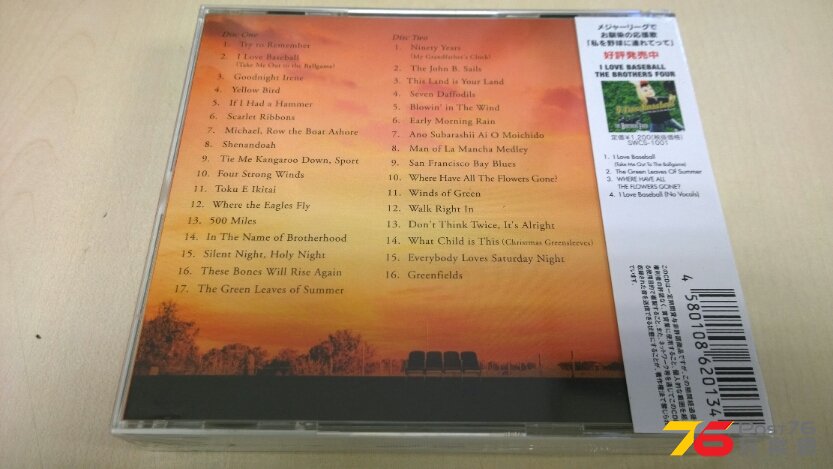 Disc One
1. Try to Remember
2. I Love Baseball
(Take Me Out to the Ballgame)
3. Goodnight Irene
4. Yellow Bird
5. If I Had a Hammer
6. Scarlet Ribbons
7. Michael, Row the Boat Ashore
8. Shenandoah
9. Tie Me Kangaroo Down, Sport
10. Four Strong Winds
11. Toku E Ikitai
12. Where the Eagles Fly
13. 500 Miles
14. In The Name of Brotherhood
15. Silent Night, Holy Night
16. These Bones Will Rise Again
17. The Green Leaves of Summer
Disc Two
1. Ninety Years
(My Grandfather's Clock)
2. The John B. Sails
3. This Land is Your Land
4. Seven Daffodils
5. Blowin' in The Wind
6. Early Morning Rain
7. Ano Subarashii Ai O Moichido
8. Man of La Mancha Medley
9. San Francisco Bay Blues
10. Where Have All The Flowers Gone?
11. Winds of Green
12. Walk Right In
13. Don't Think Twice, It's Alright
14. What Child is This (Christmas Greensleeves)
15. Everybody Loves Saturday Night
16. Greenfields
メジャーリーグで
お馴染の応援歌
「私を野球に連れてって」
好評発売中
I LOVE BASEBALL
THE BROTHERS FOUR
THE BROTHERS FOUR
定価¥1,200(税抜価格)
SWCS-1001
1. I Love Baseball
(Take Me Out To The Ballgame)
2. The Green Leaves Of Summer
3. WHERE HAVE ALL
THE FLOWERS GONE?
4. I Love Baseball (No Vocals)
4 580108 620134
76
Post76